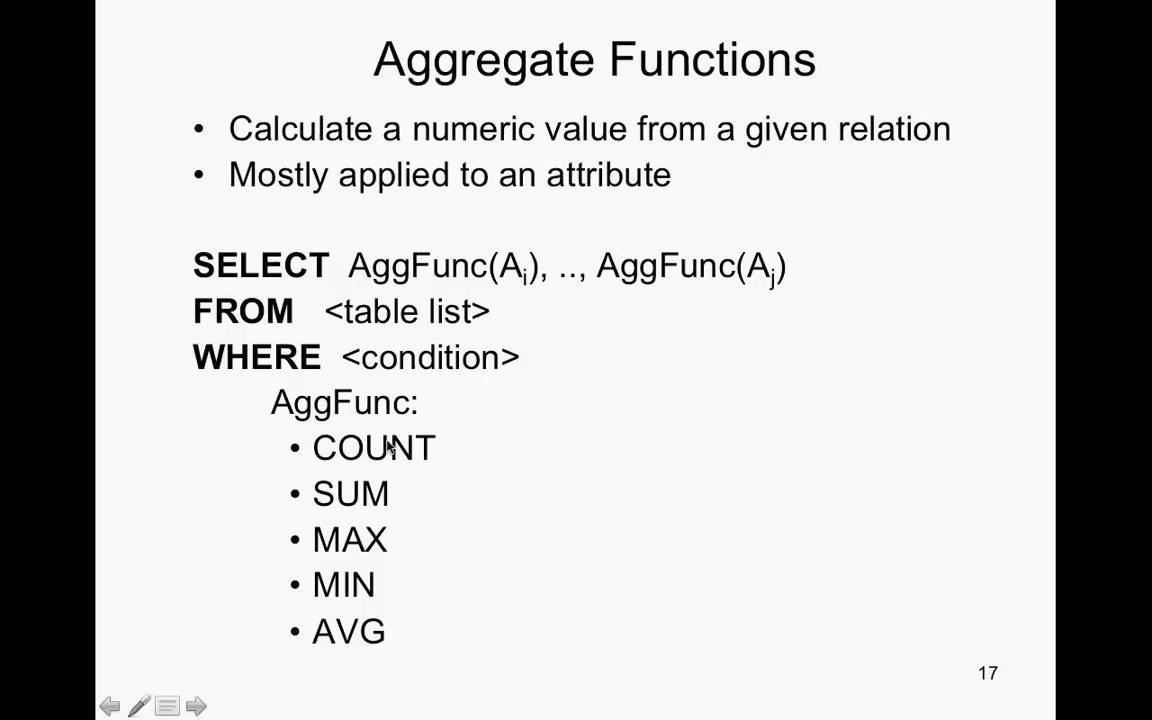 Aggregate Functions
• Calculate a numeric value from a given relation
• Mostly applied to an attribute
SELECT AggFunc(Ai), .., AggFunc(Aj)
FROM <table list>
WHERE <condition>
AggFunc:
• COUNT
• SUM
• MAX
• MIN
• AVG
17